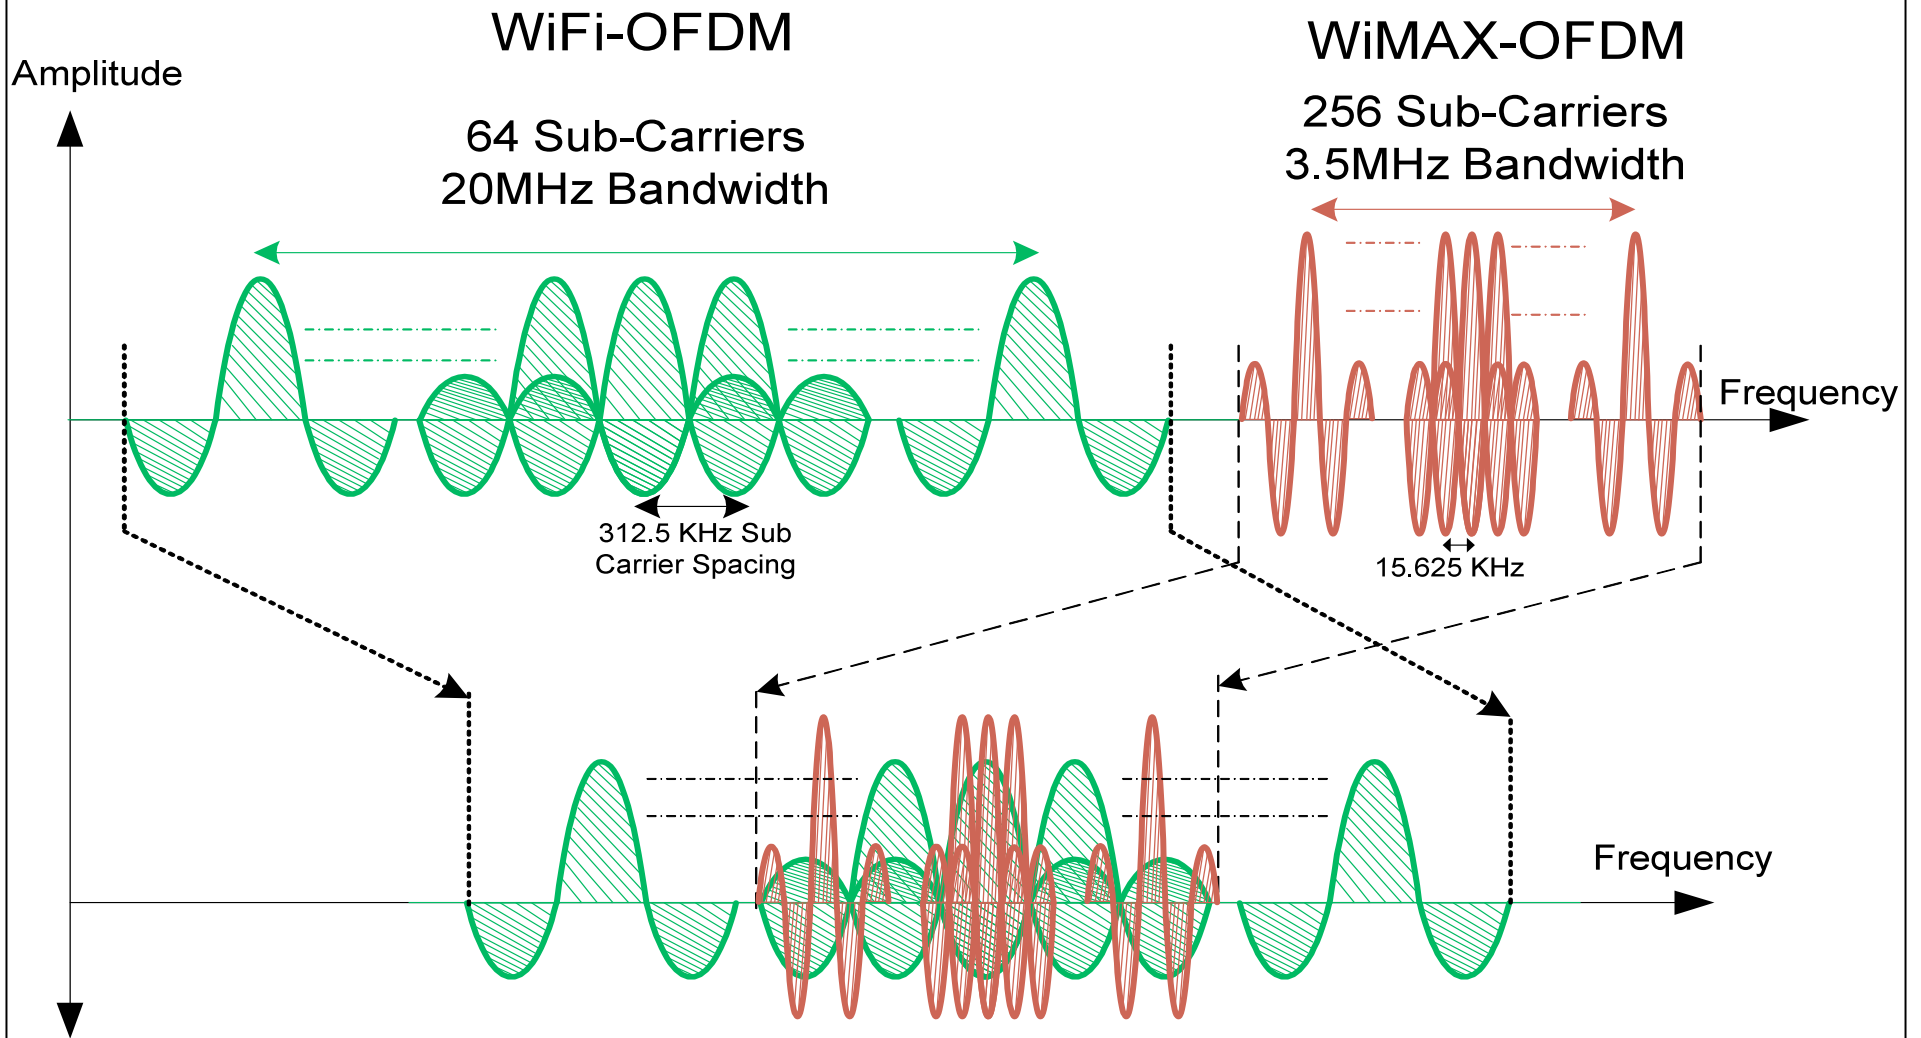 WiFi-OFDM
WiMAX-OFDM
Amplitude
64 Sub-Carriers
20MHz Bandwidth
256 Sub-Carriers
3.5MHz Bandwidth
Frequency
312.5 KHz Sub
Carrier Spacing
15.625 KHz
Frequency